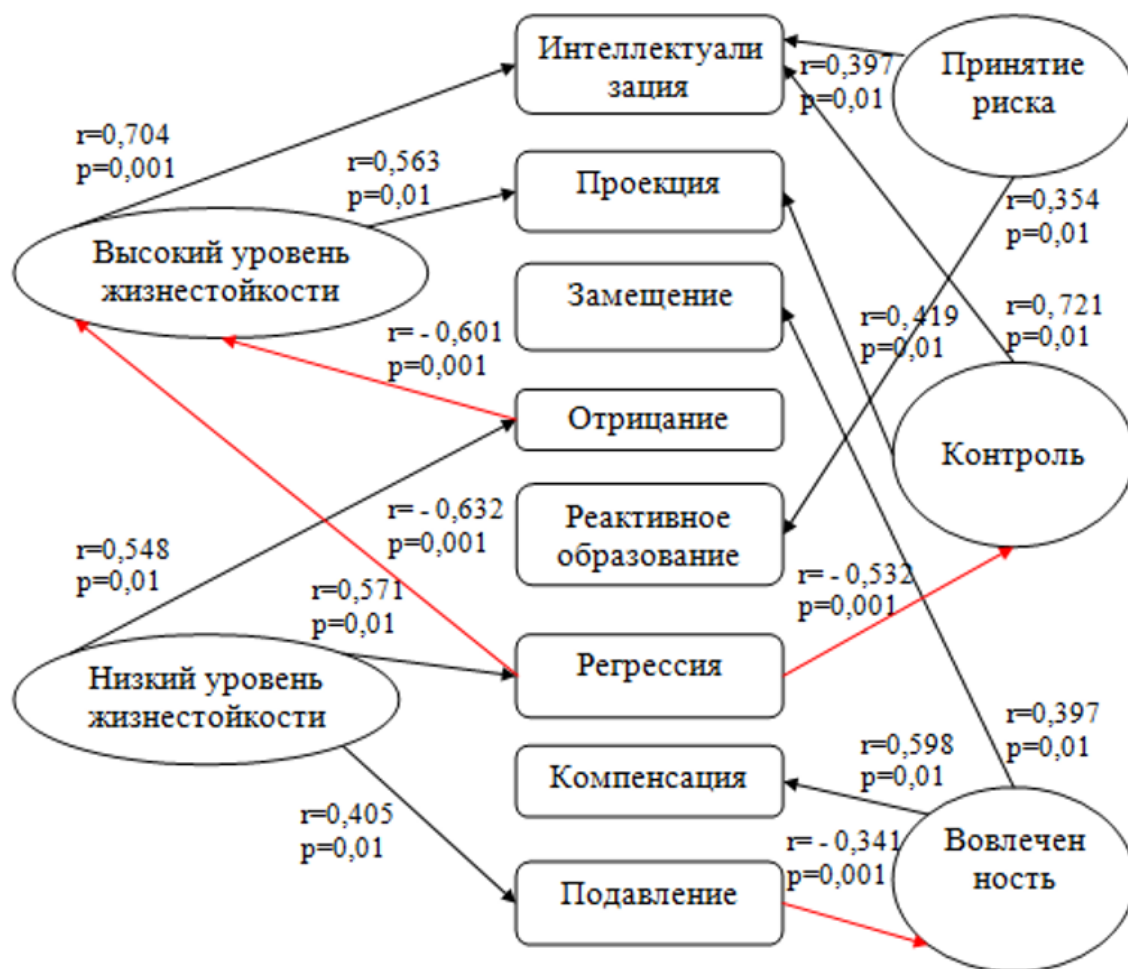 Интеллектуали
зация
Принятие
риска
r=0,397
p=0,01
r=0,704
p=0,001
r=0,563
p=0,01
Проекция
r=0,354
p=0,01
Высокий уровень
жизнестойкости
Замещение
r=0,419
p=0,01
r=0,721
p=0,01
r= - 0,601
p=0,001
Отрицание
Контроль
r= - 0,632
p=0,001
Реактивное
образование
r=0,548
p=0,01
r=0,571
p=0,01
r= - 0,532
p=0,001
Регрессия
Низкий уровень
жизнестойкости
r=0,397
p=0,01
r=0,598
p=0,01
Компенсация
r=0,405
p=0,01
r= - 0,341
p=0,001
Вовлечен
ность
Подавление